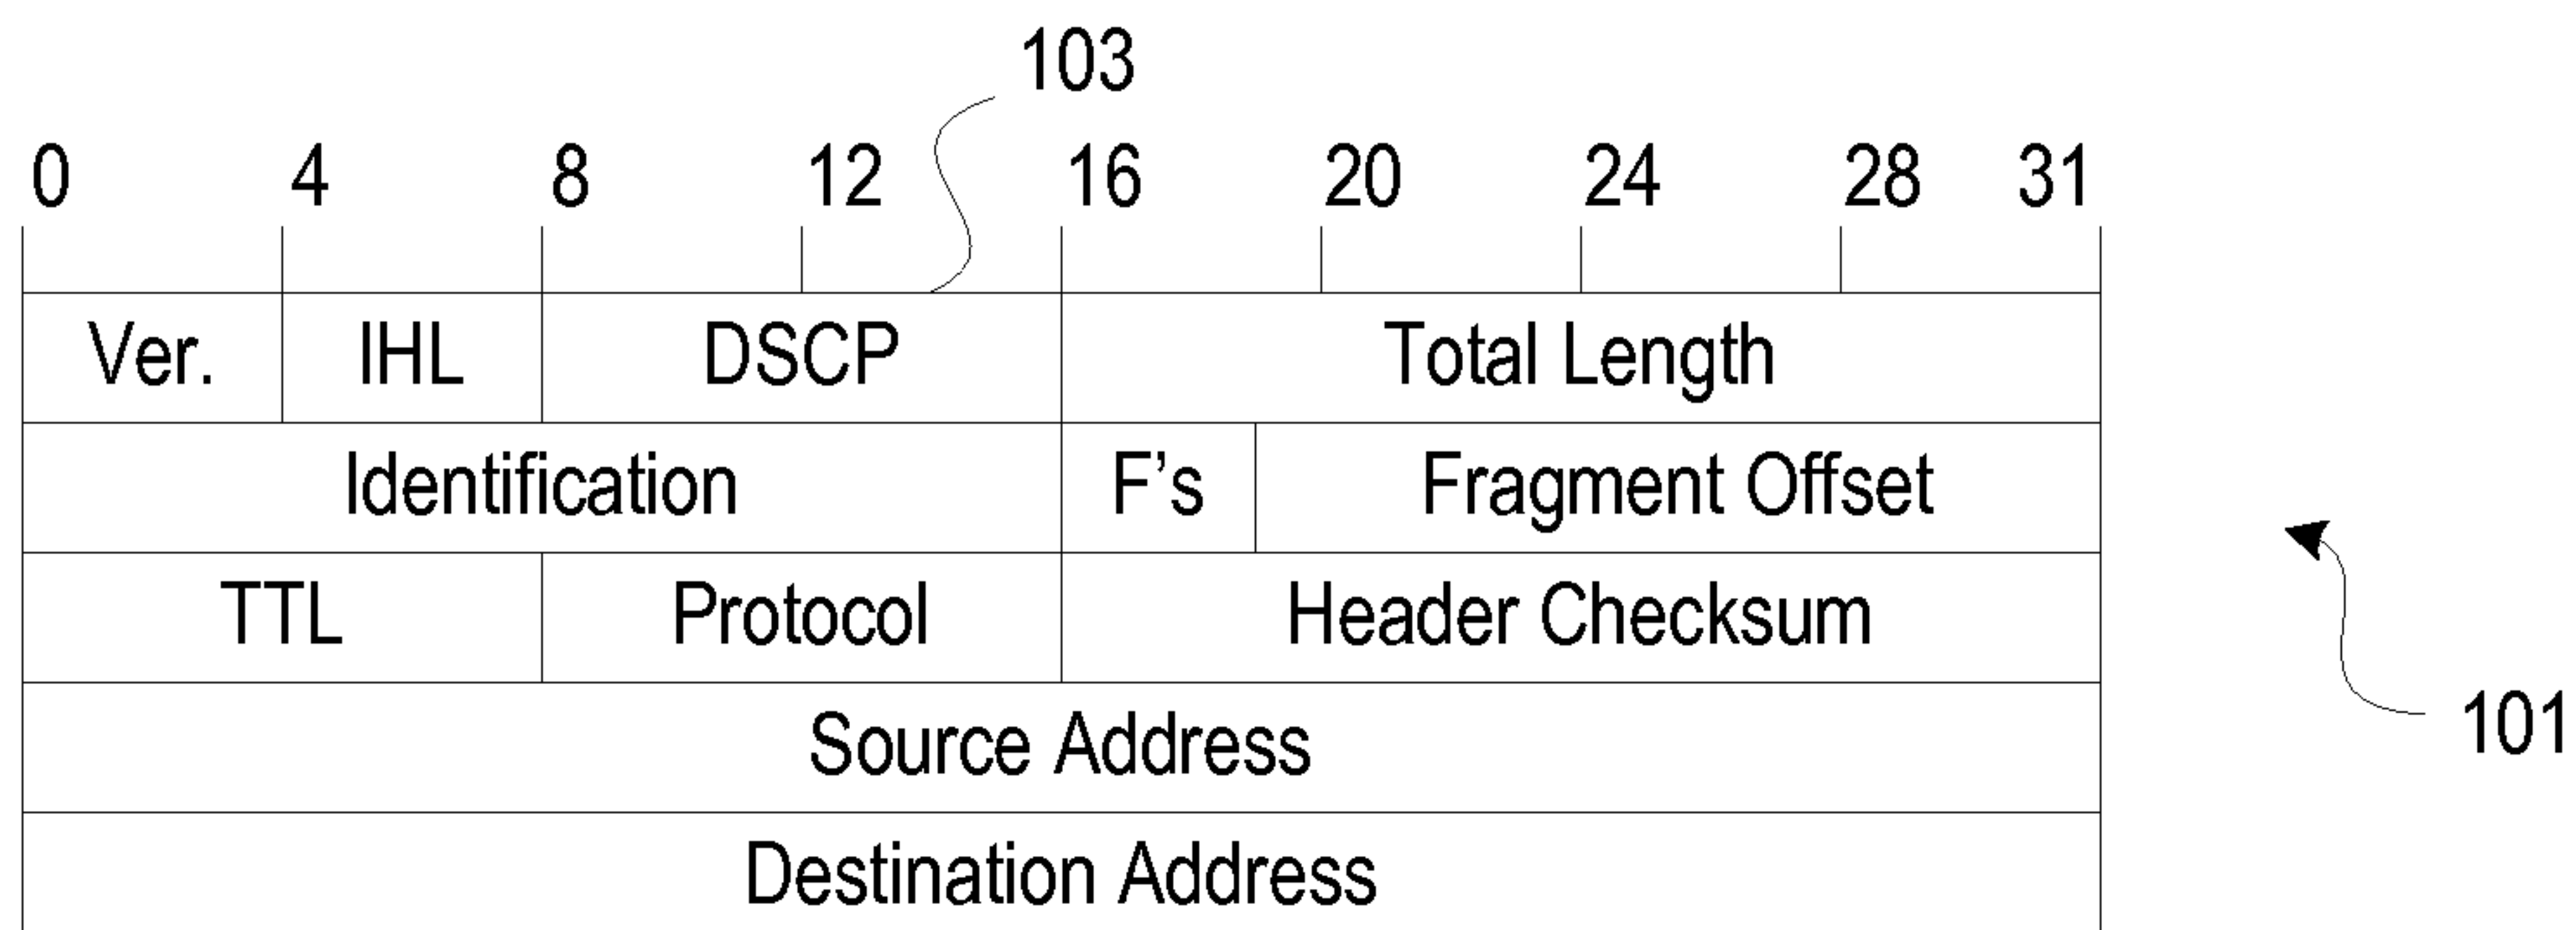 103
0 4 8 12 16 20 24 28 31
Ver. IHL DSCP Total Length
Identification F’s Fragment Offset
TTL Protocol Header Checksum
Source Address
101
Destination Address